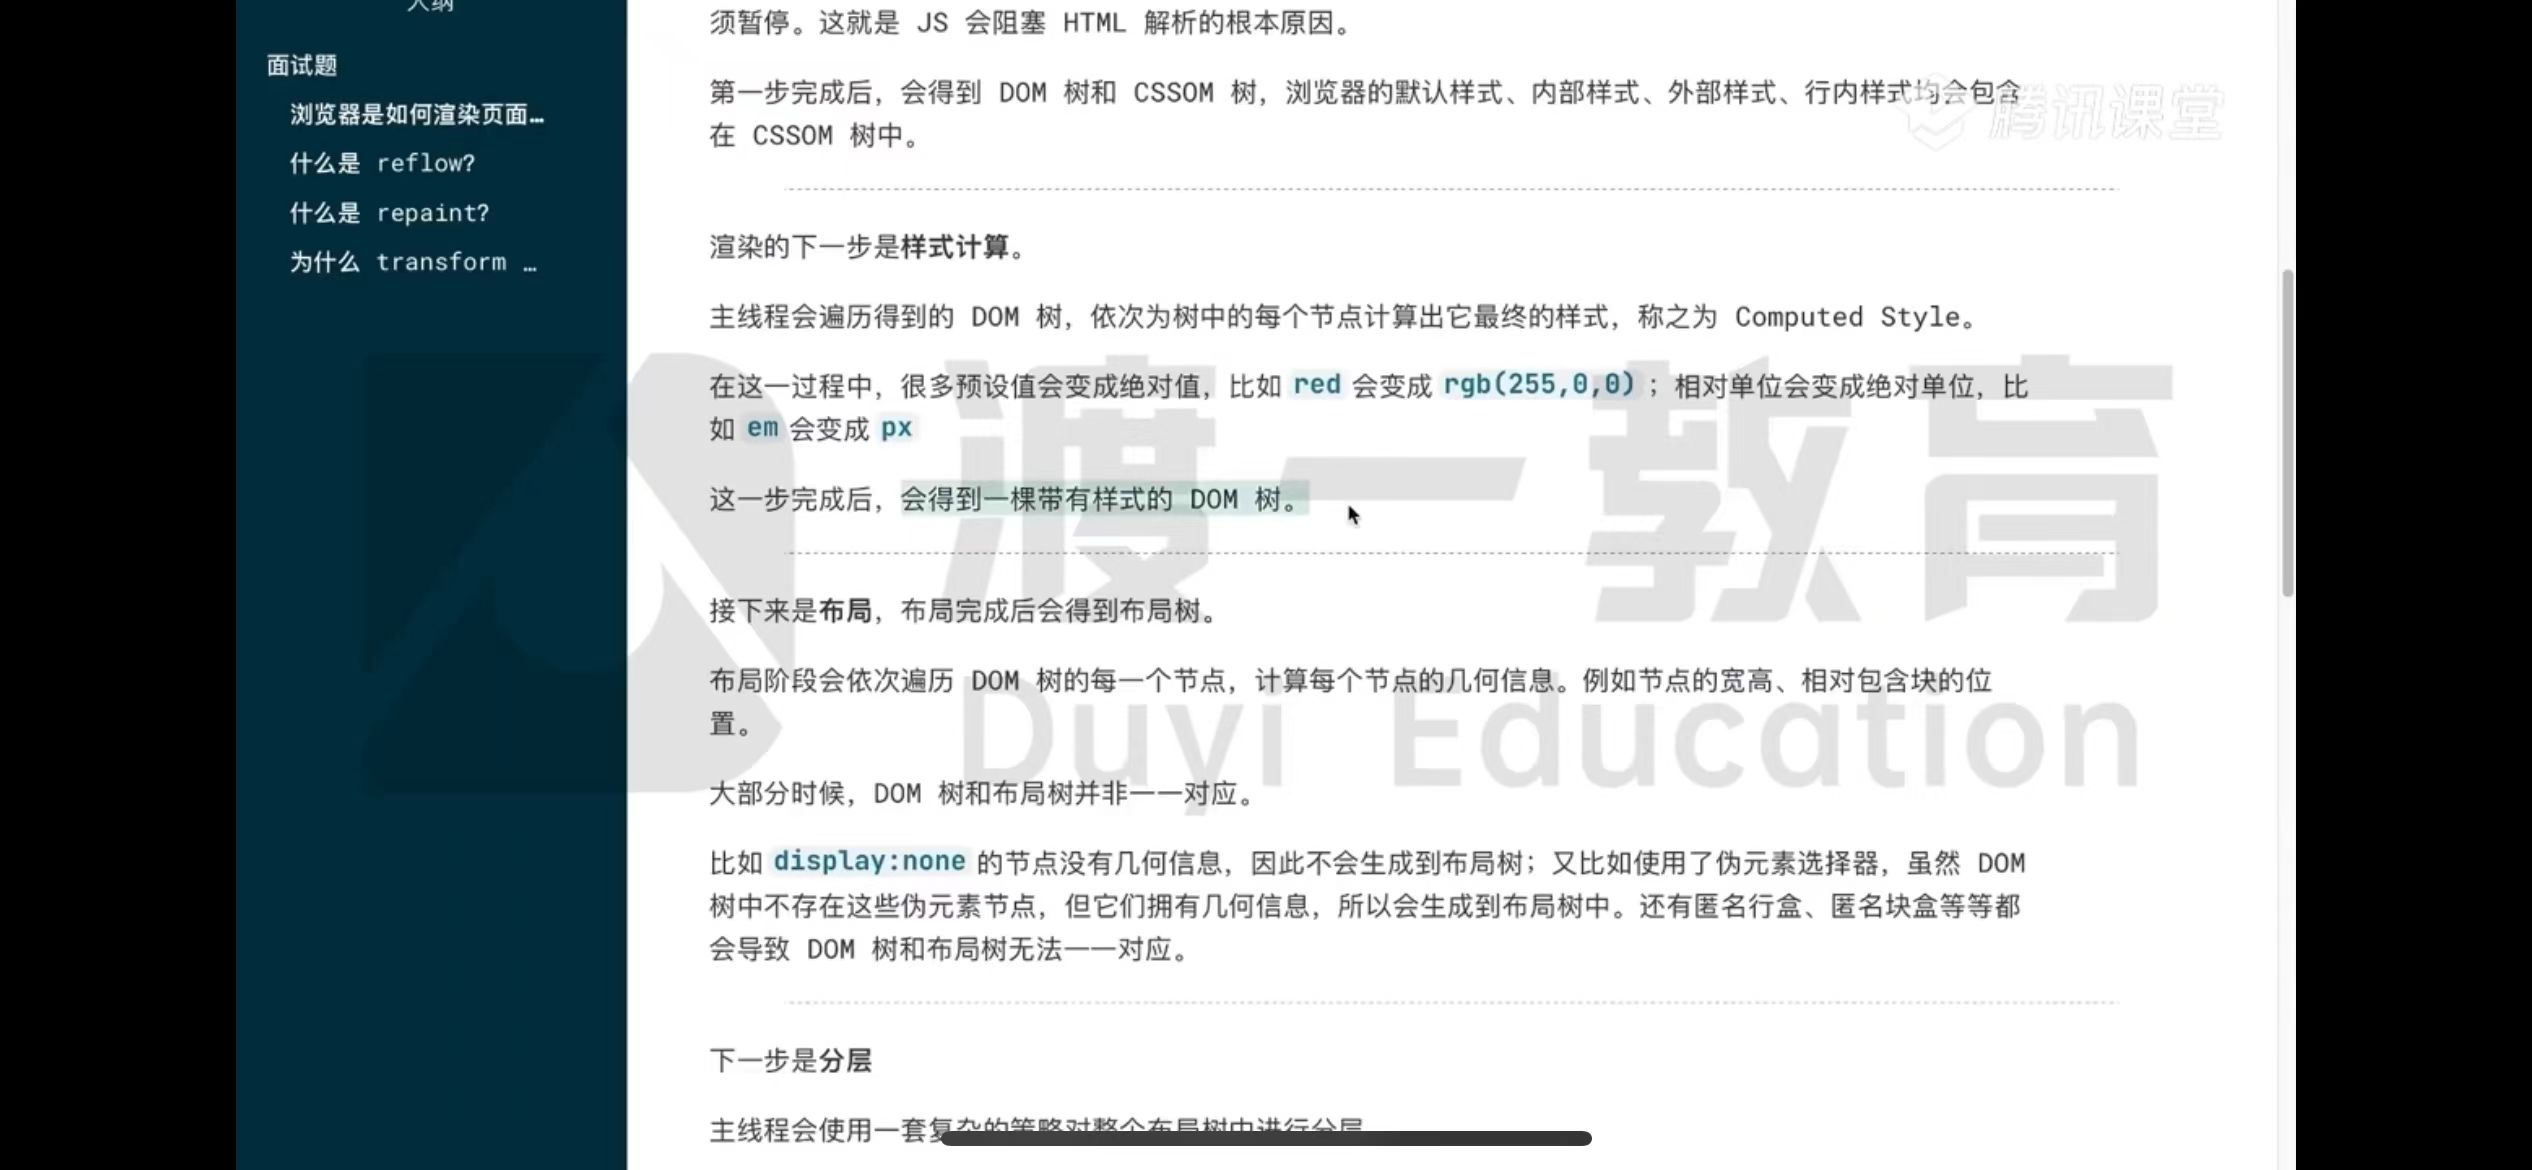 大纲
面试题
浏览器是如何渲染页面…
什么是 reflow?
什么是 repaint?
为什么 transform …
须暂停。这就是 JS 会阻塞 HTML 解析的根本原因。
第一步完成后，会得到 DOM 树和 CSSOM 树，浏览器的默认样式、内部样式、外部样式、行内样式均会包含
在 CSSOM 树中。
腾讯课堂
渲染的下一步是样式计算。
主线程会遍历得到的 DOM 树，依次为树中的每个节点计算出它最终的样式，称之为 Computed Style。
在这一过程中，很多预设值会变成绝对值，比如 red 会变成 rgb(255,0,0)；相对单位会变成绝对单位，比
如 em 会变成 px
这一步完成后，会得到一棵带有样式的 DOM 树。
渡一教育
接下来是布局，布局完成后会得到布局树。
布局阶段会依次遍历 DOM 树的每一个节点，计算每个节点的几何信息。例如节点的宽高、相对包含块的位
置。
Duyi Education
大部分时候，DOM 树和布局树并非一一对应。
比如 display:none 的节点没有几何信息，因此不会生成到布局树；又比如使用了伪元素选择器，虽然 DOM
树中不存在这些伪元素节点，但它们拥有几何信息，所以会生成到布局树中。还有匿名行盒、匿名块盒等等都
会导致 DOM 树和布局树无法一一对应。
下一步是分层
主线程会使用一套复杂的策略对整个布局树中进行分层